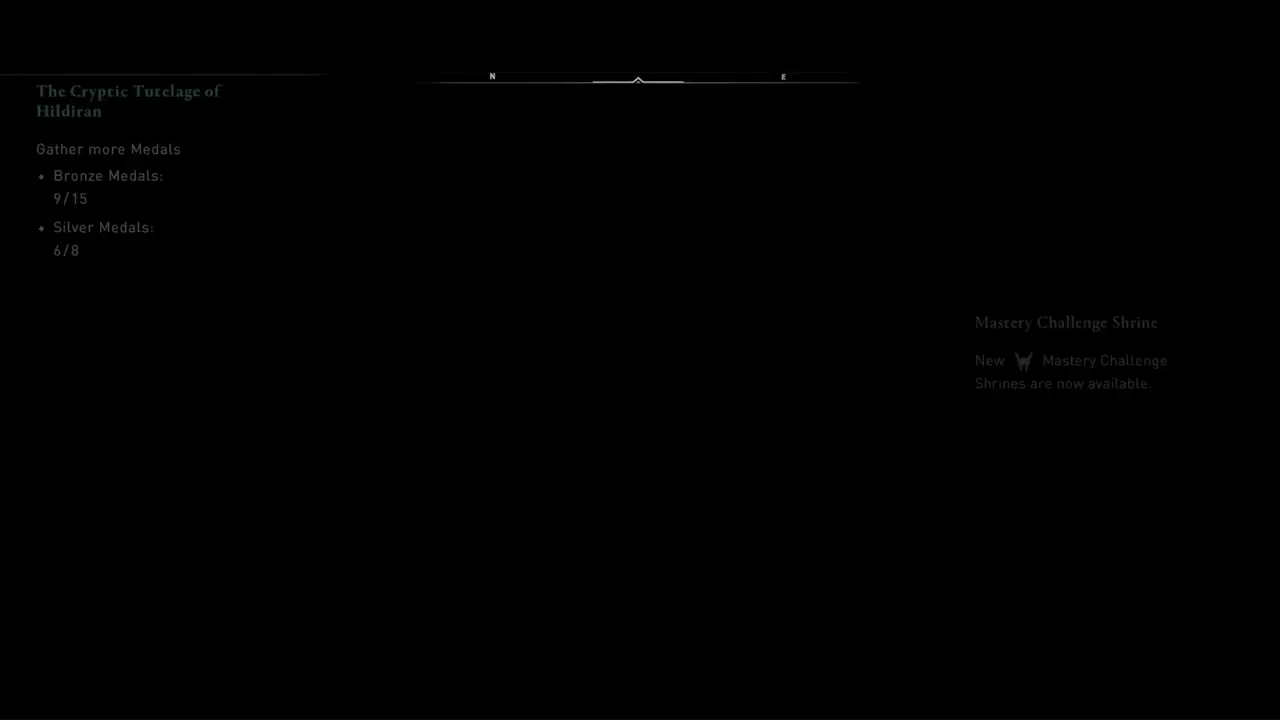 N
E
The Cryptic Tutelage of
Hildiran
Gather more Medals
Bronze Medals:
9/15
Silver Medals:
6/8
Mastery Challenge Shrine
New Mastery Challenge
Shrines are now available.